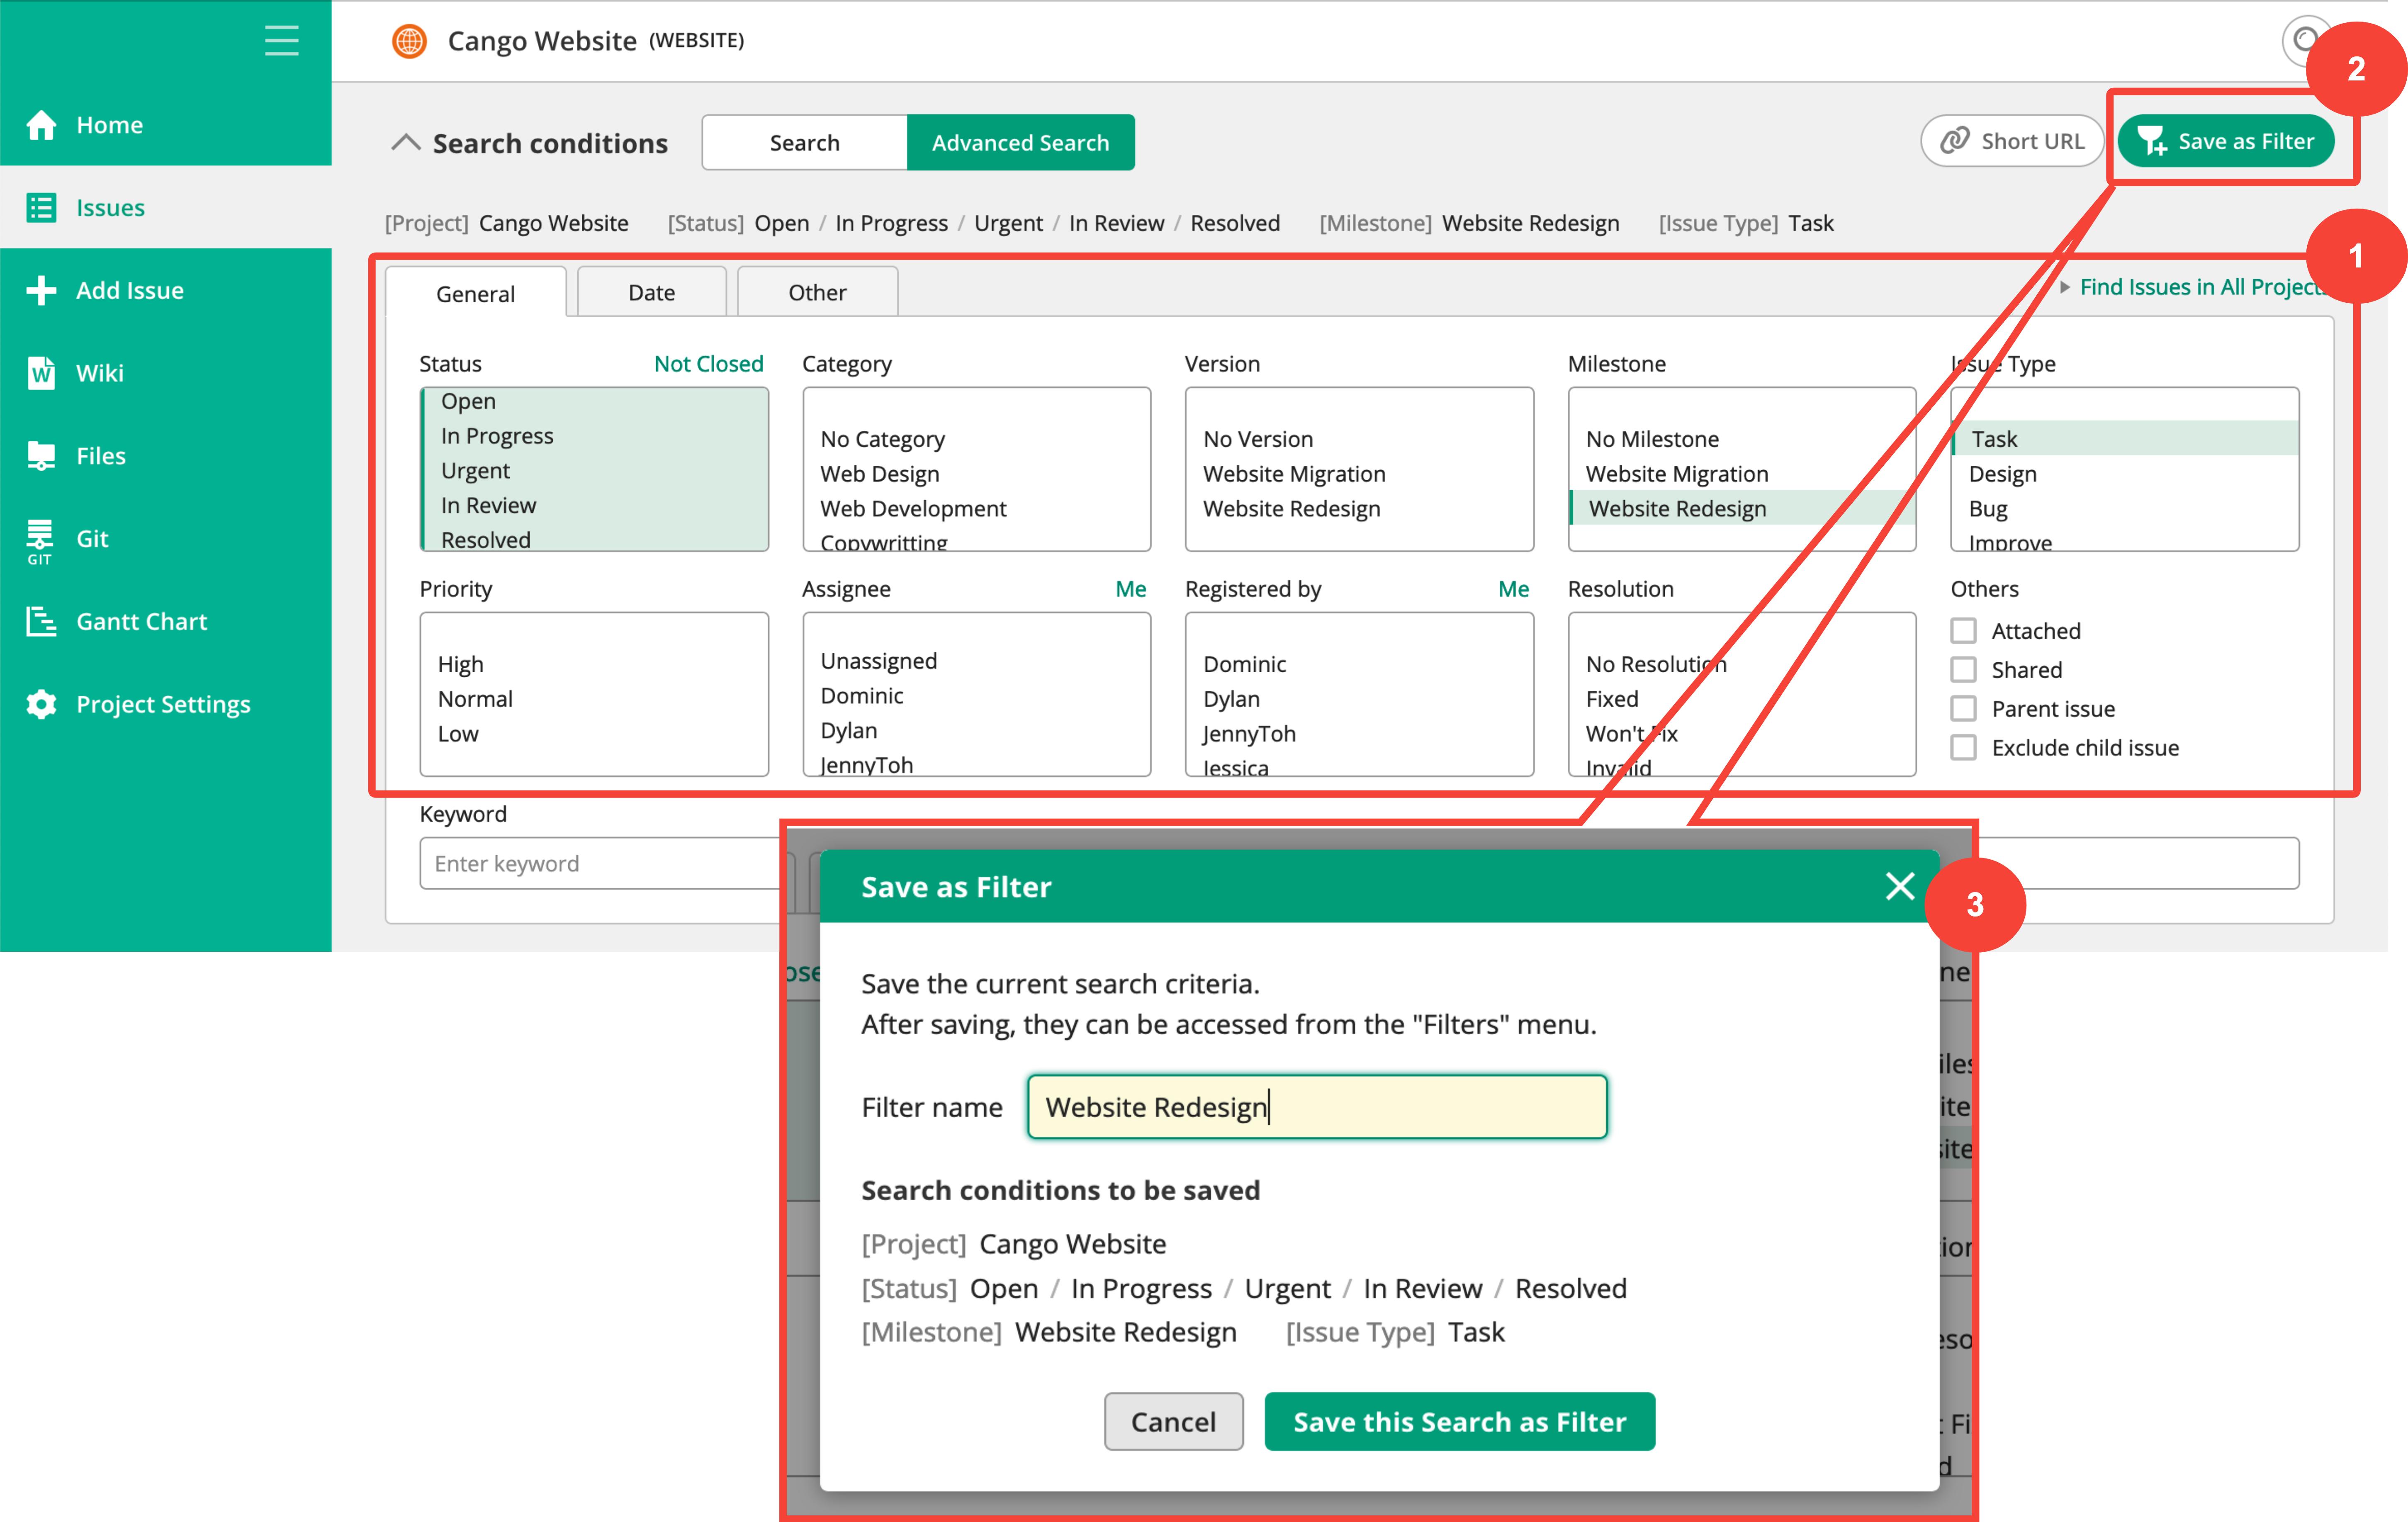 Cango Website (WEBSITE)
2
Home
Issues
Add Issue
Wiki
Files
Git
GIT
Gantt Chart
Project Settings
Search conditions
Search
Advanced Search
Short URL
Save as Filter
[Project] Cango Website [Status] Open / In Progress / Urgent / In Review / Resolved [Milestone] Website Redesign [Issue Type] Task
1
General
Date
Other
Find Issues in All Projects
Status
Not Closed
Open
In Progress
Urgent
In Review
Resolved
Category
No Category
Web Design
Web Development
Copywritting
Version
No Version
Website Migration
Website Redesign
Milestone
No Milestone
Website Migration
Website Redesign
Issue Type
Task
Design
Bug
Improve
Priority
High
Normal
Low
Assignee
Me
Unassigned
Dominic
Dylan
JennyToh
Registered by
Me
Dominic
Dylan
JennyToh
Jessica
Resolution
No Resolution
Fixed
Won't Fix
Invalid
Others
Attached
Shared
Parent issue
Exclude child issue
Keyword
Enter keyword
3
Save as Filter
Save the current search criteria.
After saving, they can be accessed from the "Filters" menu.
Filter name
Website Redesign
Search conditions to be saved
[Project] Cango Website
[Status] Open / In Progress / Urgent / In Review / Resolved
[Milestone] Website Redesign [Issue Type] Task
Cancel
Save this Search as Filter